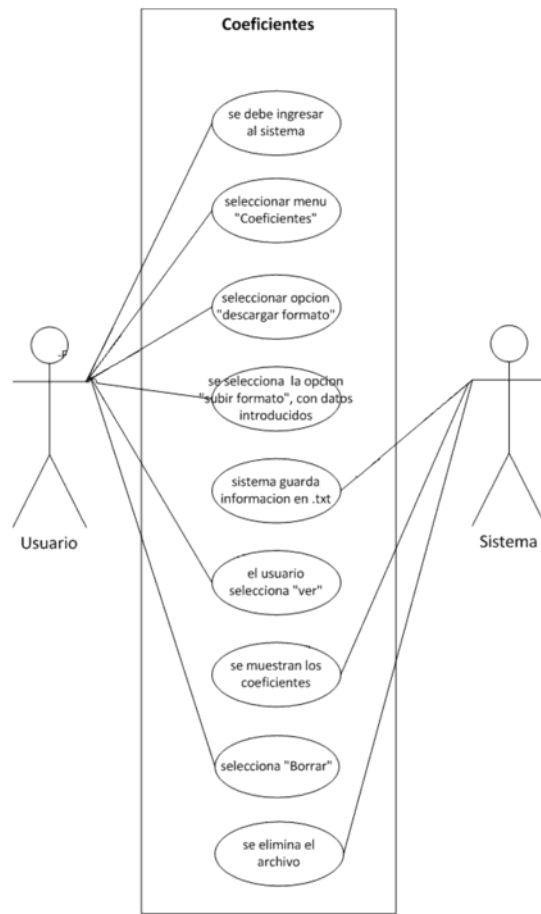 Coeficientes
se debe ingresar
al sistema
seleccionar menu
"Coeficientes"
seleccionar opcion
"descargar formato"
se selecciona la opcion
"subir formato", con datos
introducidos
sistema guarda
informacion en .txt
Usuario
Sistema
el usuario
selecciona "ver"
se muestran los
coeficientes
selecciona "Borrar"
se elimina el
archivo